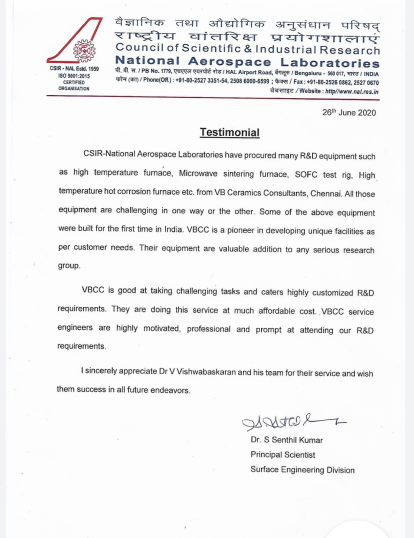 वैज्ञानिक तथा औद्योगिक अनुसंधान परिषद्
राष्ट्रीय वांतरिक्ष प्रयोगशालाएं
Council of Scientific & Industrial Research
National Aerospace Laboratories
CSIR - NAL Estd. 1959
ISO 9001:2015
CERTIFIED
ORGANISATION
पी. बी. सं. / PB No. 1779, एचएएल एयरपोर्ट रोड / HAL Airport Road, बेंगलूरु / Bengaluru - 560 017, भारत / INDIA
फोन (का) / Phone(Off.) : +91-80-2527 3351-54, 2508 6000-6299 ; फैक्स / Fax : +91-80-2526 0862, 2527 0670
वेबसाइट / Website : http//www.nal.res.in
26th June 2020
Testimonial
CSIR-National Aerospace Laboratories have procured many R&D equipment such
as high temperature furnace, Microwave sintering furnace, SOFC test rig, High
temperature hot corrosion furnace etc. from VB Ceramics Consultants, Chennai. All those
equipment are challenging in one way or the other. Some of the above equipment
were built for the first time in India. VBCC is a pioneer in developing unique facilities as
per customer needs. Their equipment are valuable addition to any serious research
group.
VBCC is good at taking challenging tasks and caters highly customized R&D
requirements. They are doing this service at much affordable cost. VBCC service
engineers are highly motivated, professional and prompt at attending our R&D
requirements.
I sincerely appreciate Dr V Vishwabaskaran and his team for their service and wish
them success in all future endeavors.
Dr. S Senthil Kumar
Principal Scientist
Surface Engineering Division